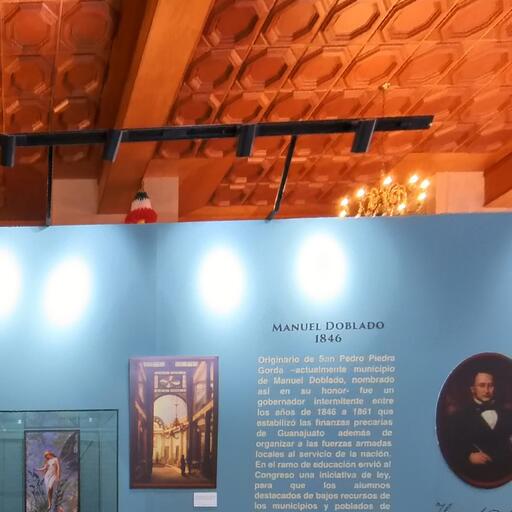 MANUEL DOBLADO
1846
Originario de San Pedro Piedra
Gorda –actualmente municipio
de Manuel Doblado, nombrado
así en su honor- fue un
gobernador intermitente entre
los años de 1846 a 1861 que
estabilizó las finanzas precarias
de Guanajuato además de
organizar a las fuerzas armadas
locales al servicio de la nación.
En el ramo de educación envió al
Congreso una iniciativa de ley,
para que los alumnos
destacados de bajos recursos de
los municipios y poblados de